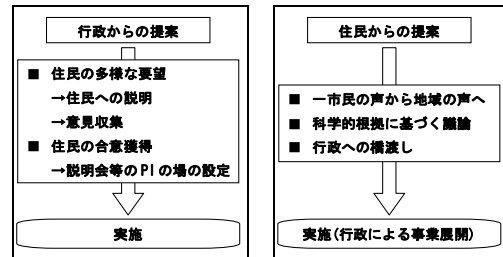 行政からの提案
■ 住民の多様な要望
→住民への説明
→意見収集
■ 住民の合意獲得
→説明会等のPIの場の設定
実施
住民からの提案
■ 一市民の声から地域の声へ
■ 科学的根拠に基づく議論
■ 行政への橋渡し
実施(行政による事業展開)